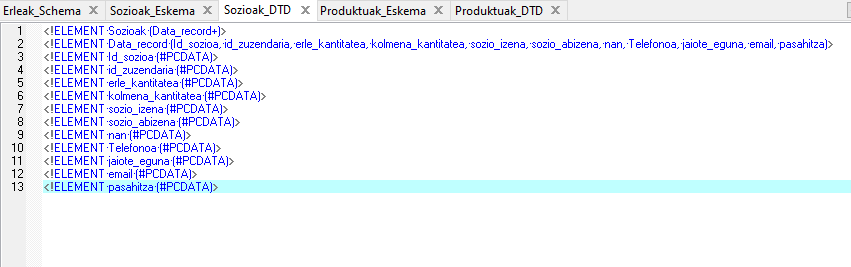 Erleak_Schema Sozioak_Eskema Sozioak_DTD Produktuak_Eskema Produktuak_DTD
1 <!ELEMENT Sozioak (Data_record+)>
2 <!ELEMENT Data_record (Id_sozioa, id_zuzendaria, erle_kantitatea, kolmena_kantitatea, sozio_izena, sozio_abizena, nan, Telefonoa, jaiote_eguna, email, pasahitza)>
3 <!ELEMENT Id_sozioa (#PCDATA)>
4 <!ELEMENT id_zuzendaria (#PCDATA)>
5 <!ELEMENT erle_kantitatea (#PCDATA)>
6 <!ELEMENT kolmena_kantitatea (#PCDATA)>
7 <!ELEMENT sozio_izena (#PCDATA)>
8 <!ELEMENT sozio_abizena (#PCDATA)>
9 <!ELEMENT nan (#PCDATA)>
10 <!ELEMENT Telefonoa (#PCDATA)>
11 <!ELEMENT jaiote_eguna (#PCDATA)>
12 <!ELEMENT email (#PCDATA)>
13 <!ELEMENT pasahitza (#PCDATA)>